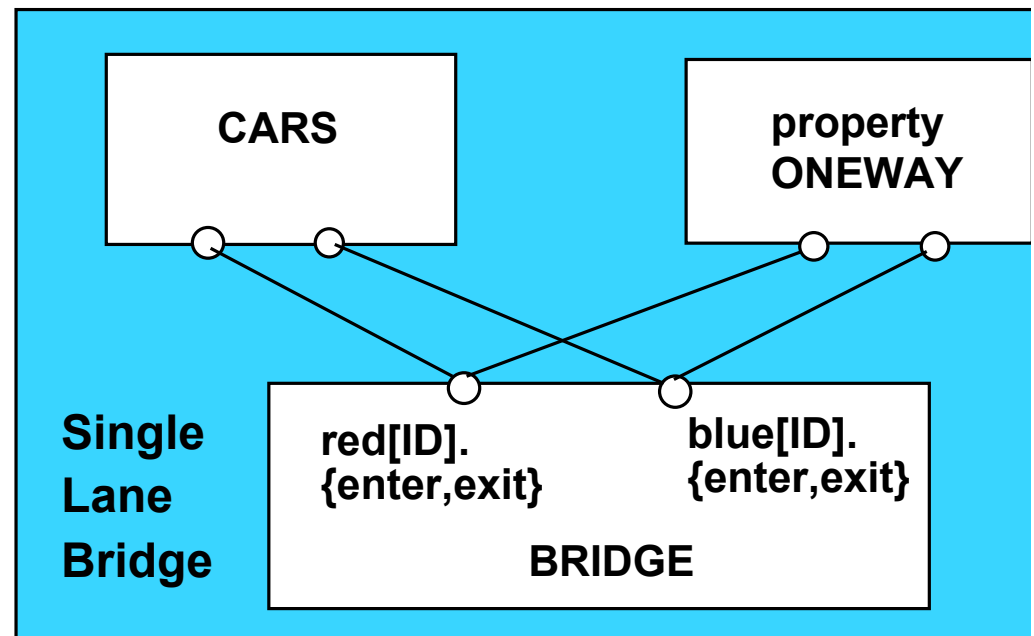 CARS
property
ONEWAY
Single
Lane
Bridge
red[ID].
{enter,exit}
blue[ID].
{enter,exit}
BRIDGE